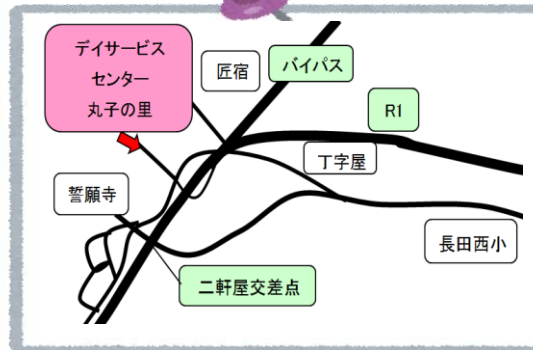 デイサービス
センター
丸子の里
匠宿
バイパス
R1
丁字屋
誓願寺
長田西小
二軒屋交差点